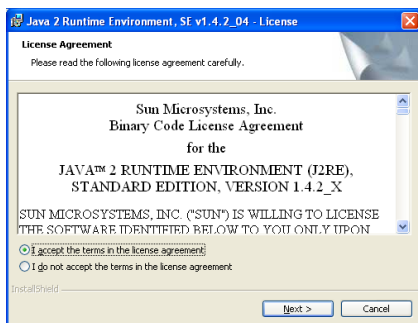 Java 2 Runtime Environment, SE v1.4.2_04 - License
License Agreement
Please read the following license agreement carefully.
Sun Microsystems, Inc.
Binary Code License Agreement
for the
JAVA™ 2 RUNTIME ENVIRONMENT (J2RE),
STANDARD EDITION, VERSION 1.4.2_X
SUN MICROSYSTEMS, INC. ("SUN") IS WILLING TO LICENSE
THE SOFTWARE IDENTIFIED BELOW TO YOU ONLY UPON
I accept the terms in the license agreement
I do not accept the terms in the license agreement
InstallShield
Next >
Cancel